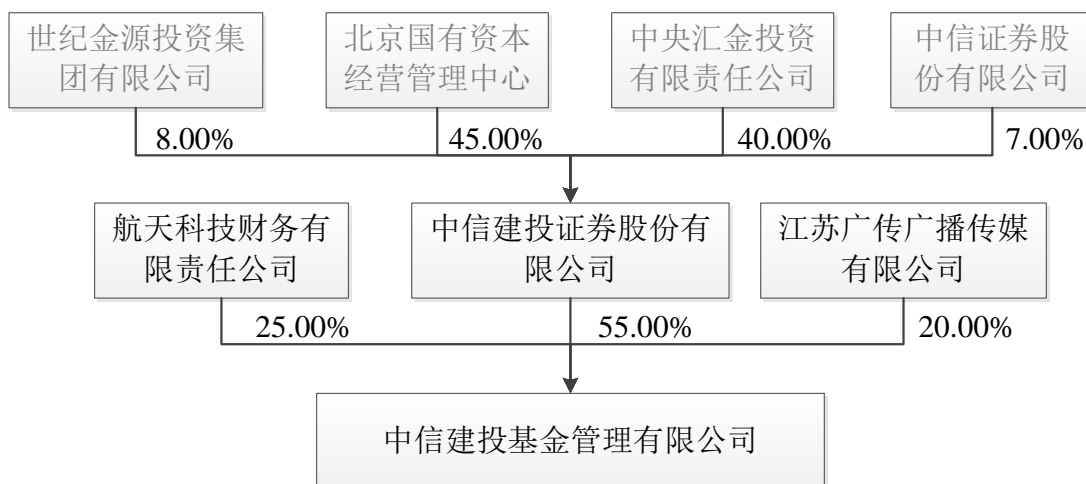 世纪金源投资集
团有限公司
北京国有资本
经营管理中心
中央汇金投资
有限责任公司
中信证券股
份有限公司
8.00%
45.00%
40.00%
7.00%
航天科技财务有
限责任公司
中信建投证券股份有
限公司
江苏广传广播传媒
有限公司
25.00%
55.00%
20.00%
中信建投基金管理有限公司